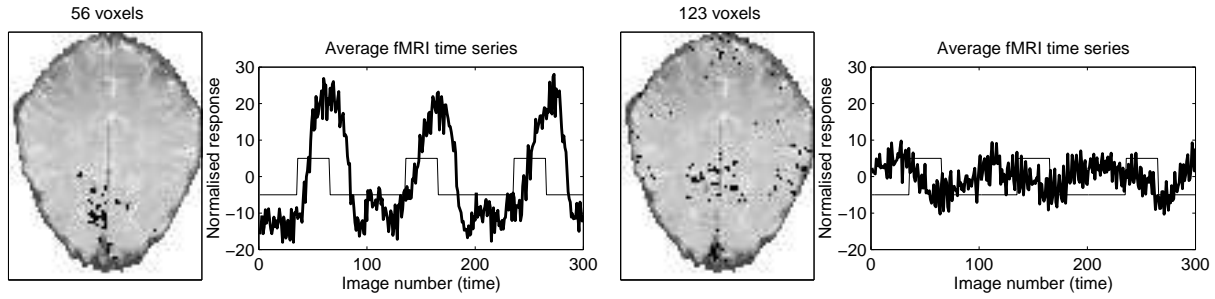 56 voxels
Average fMRI time series
Normalised response
30
20
10
0
−10
−20
0
100
200
300
Image number (time)
123 voxels
Average fMRI time series
Normalised response
30
20
10
0
−10
−20
0
100
200
300
Image number (time)